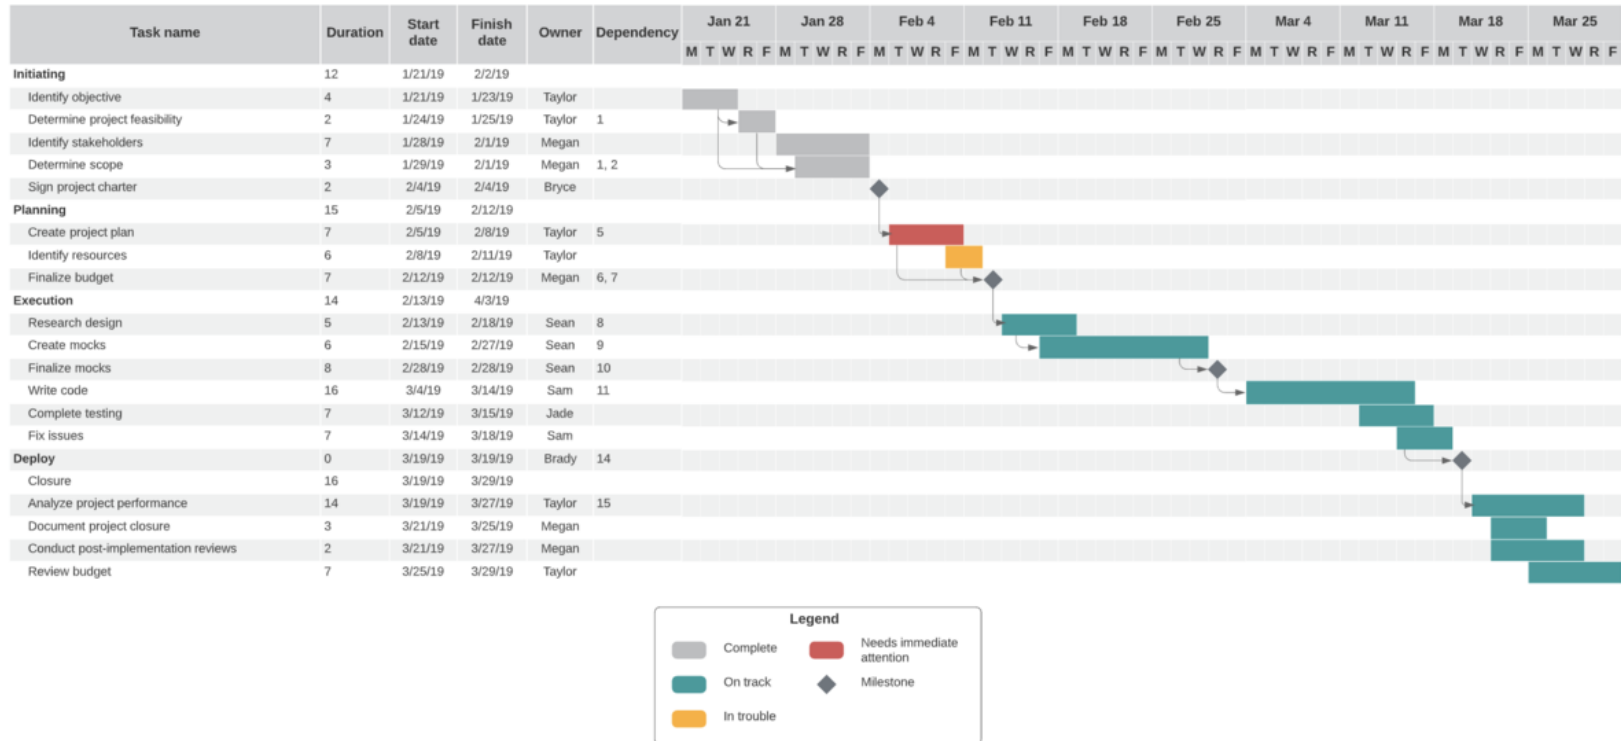 Task name Duration Start date Finish date Owner Dependency Jan 21 Jan 28 Feb 4 Feb 11 Feb 18 Feb 25 Mar 4 Mar 11 Mar 18 Mar 25
M T W R F M T W R F M T W R F M T W R F M T W R F M T W R F M T W R F M T W R F M T W R F M T W R F
Initiating 12 1/21/19 2/2/19
Identify objective 4 1/21/19 1/23/19 Taylor
Determine project feasibility 2 1/24/19 1/25/19 Taylor 1
Identify stakeholders 7 1/28/19 2/1/19 Megan
Determine scope 3 1/29/19 2/1/19 Megan 1, 2
Sign project charter 2 2/4/19 2/4/19 Bryce
Planning 15 2/5/19 2/12/19
Create project plan 7 2/5/19 2/8/19 Taylor 5
Identify resources 6 2/8/19 2/11/19 Taylor
Finalize budget 7 2/12/19 2/12/19 Megan 6, 7
Execution 14 2/13/19 4/3/19
Research design 5 2/13/19 2/18/19 Sean 8
Create mocks 6 2/15/19 2/27/19 Sean 9
Finalize mocks 8 2/28/19 2/28/19 Sean 10
Write code 16 3/4/19 3/14/19 Sam 11
Complete testing 7 3/12/19 3/15/19 Jade
Fix issues 7 3/14/19 3/18/19 Sam
Deploy 0 3/19/19 3/19/19 Brady 14
Closure 16 3/19/19 3/29/19
Analyze project performance 14 3/19/19 3/27/19 Taylor 15
Document project closure 3 3/21/19 3/25/19 Megan
Conduct post-implementation reviews 2 3/21/19 3/27/19 Megan
Review budget 7 3/25/19 3/29/19 Taylor
Legend
Complete
Needs immediate
attention
On track
Milestone
In trouble